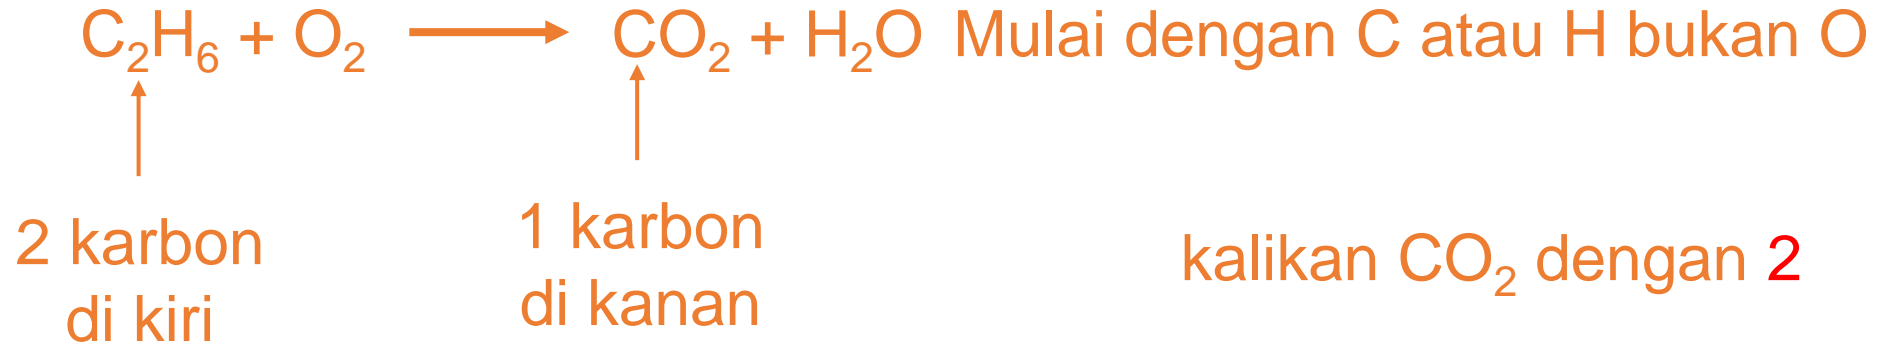 C₂H₆ + O₂ ⟶ CO₂ + H₂O Mulai dengan C atau H bukan O
2 karbon
di kiri
1 karbon
di kanan
kalikan CO₂ dengan 2